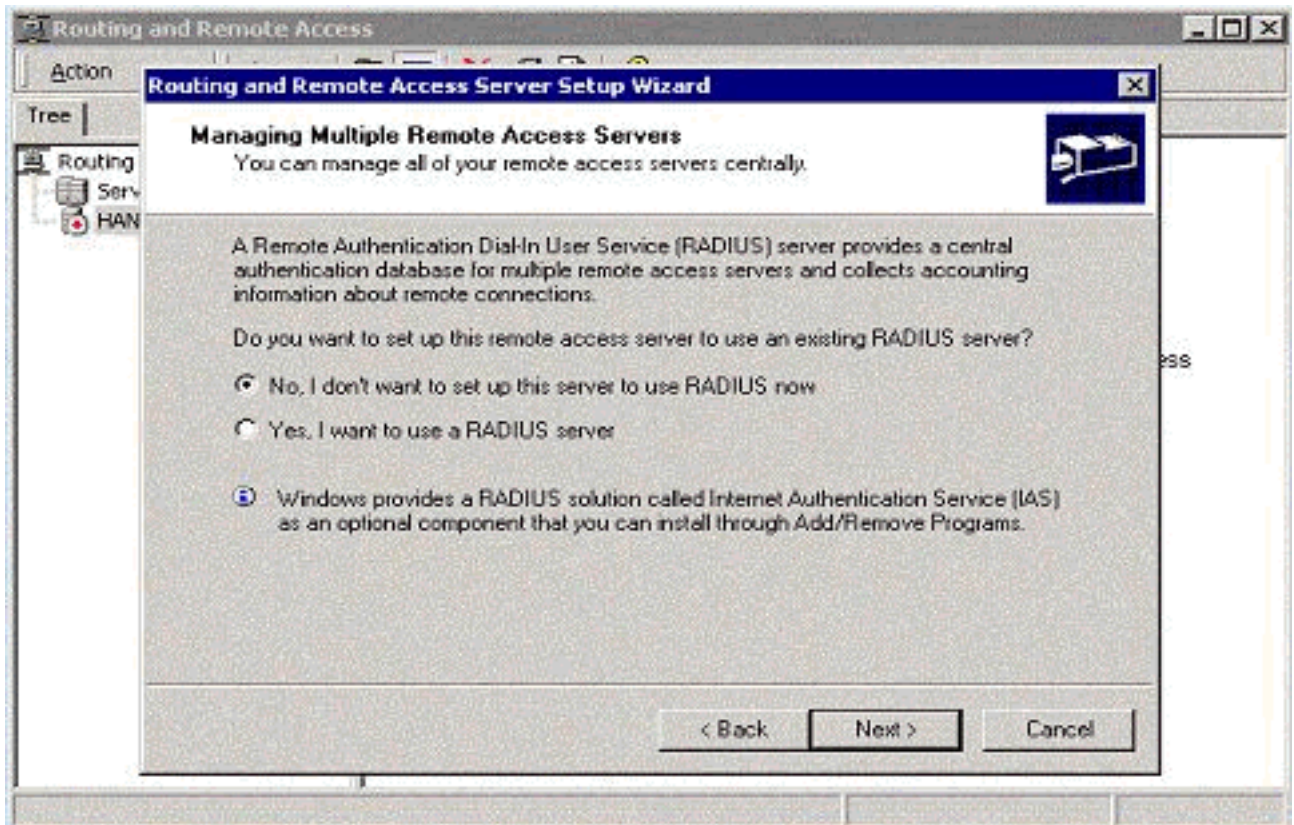 Routing and Remote Access
Action
Routing and Remote Access Server Setup Wizard
Tree
Managing Multiple Remote Access Servers
You can manage all of your remote access servers centrally.
Routing
Serv
HAN
A Remote Authentication Dial-In User Service (RADIUS) server provides a central
authentication database for multiple remote access servers and collects accounting
information about remote connections.
Do you want to set up this remote access server to use an existing RADIUS server?
ess
No, I don't want to set up this server to use RADIUS now
Yes, I want to use a RADIUS server
Windows provides a RADIUS solution called Internet Authentication Service (IAS)
as an optional component that you can install through Add/Remove Programs.
< Back
Next >
Cancel